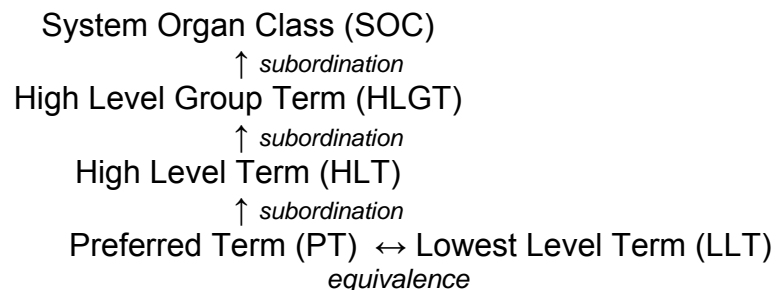 System Organ Class (SOC)
↑ subordination
High Level Group Term (HLGT)
↑ subordination
High Level Term (HLT)
↑ subordination
Preferred Term (PT) ↔ Lowest Level Term (LLT)
equivalence